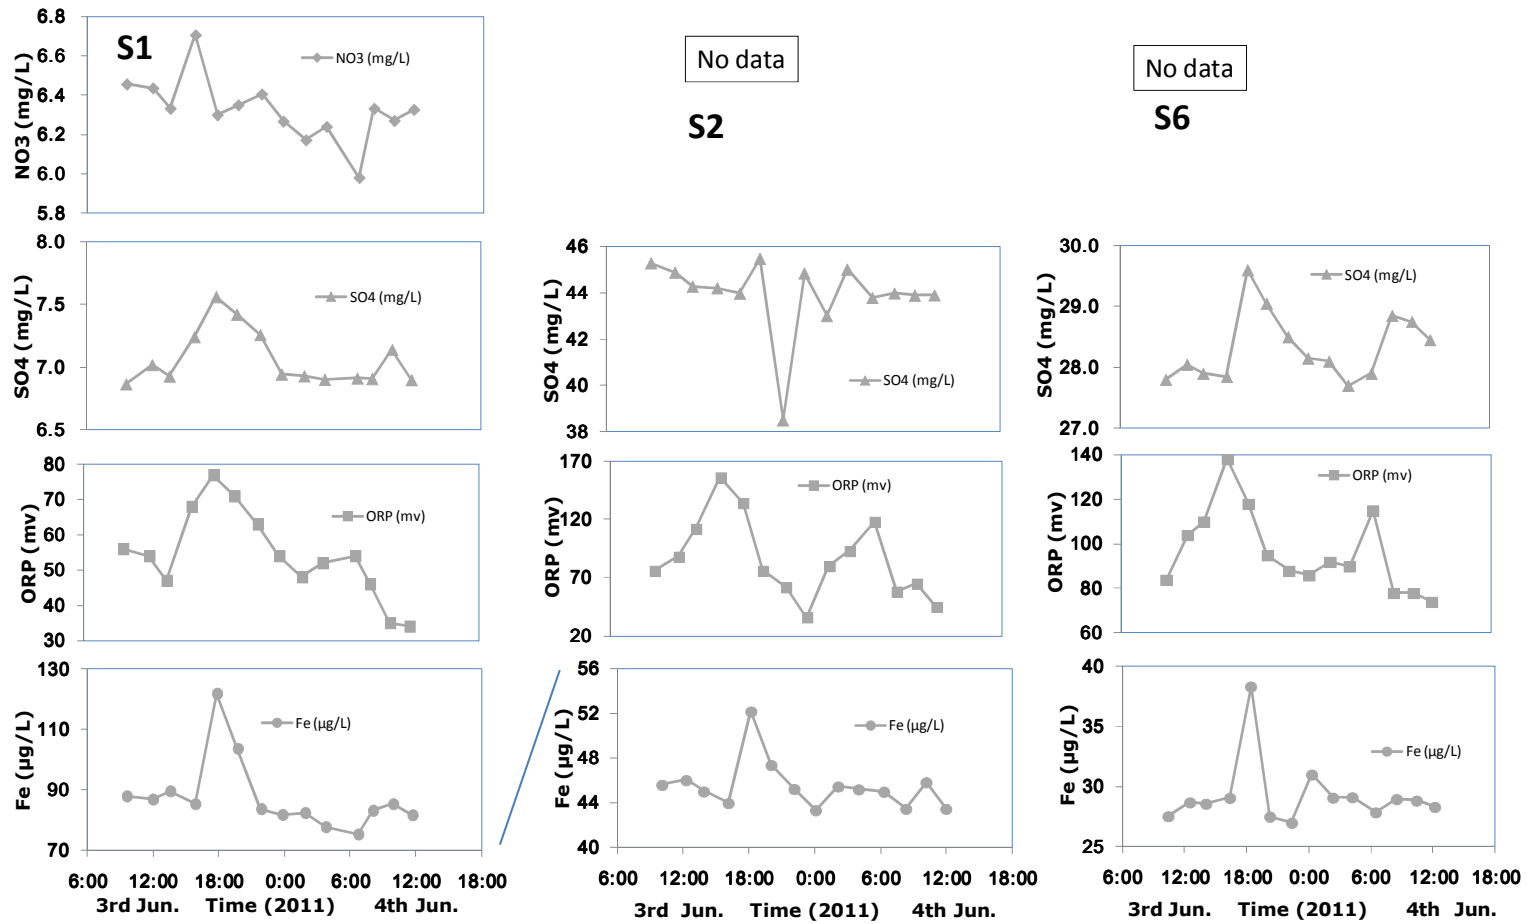 S1
NO3 (mg/L)
6.8
6.6
6.4
6.2
6.0
5.8
NO3 (mg/L)
No data
S2
No data
S6
SO4 (mg/L)
8.0
7.5
7.0
6.5
SO4 (mg/L)
SO4 (mg/L)
46
44
42
40
38
SO4 (mg/L)
SO4 (mg/L)
30.0
29.0
28.0
27.0
SO4 (mg/L)
ORP (mv)
80
70
60
50
40
30
ORP (mv)
ORP (mv)
170
120
70
20
ORP (mv)
ORP (mv)
140
120
100
80
60
ORP (mv)
Fe (µg/L)
130
110
90
70
Fe (µg/L)
6:00 12:00 18:00 0:00 6:00 12:00 18:00
3rd Jun. Time (2011) 4th Jun.
Fe (µg/L)
56
52
48
44
40
Fe (µg/L)
6:00 12:00 18:00 0:00 6:00 12:00 18:00
3rd Jun. Time (2011) 4th Jun.
Fe (µg/L)
40
35
30
25
Fe (µg/L)
6:00 12:00 18:00 0:00 6:00 12:00 18:00
3rd Jun. Time (2011) 4th Jun.